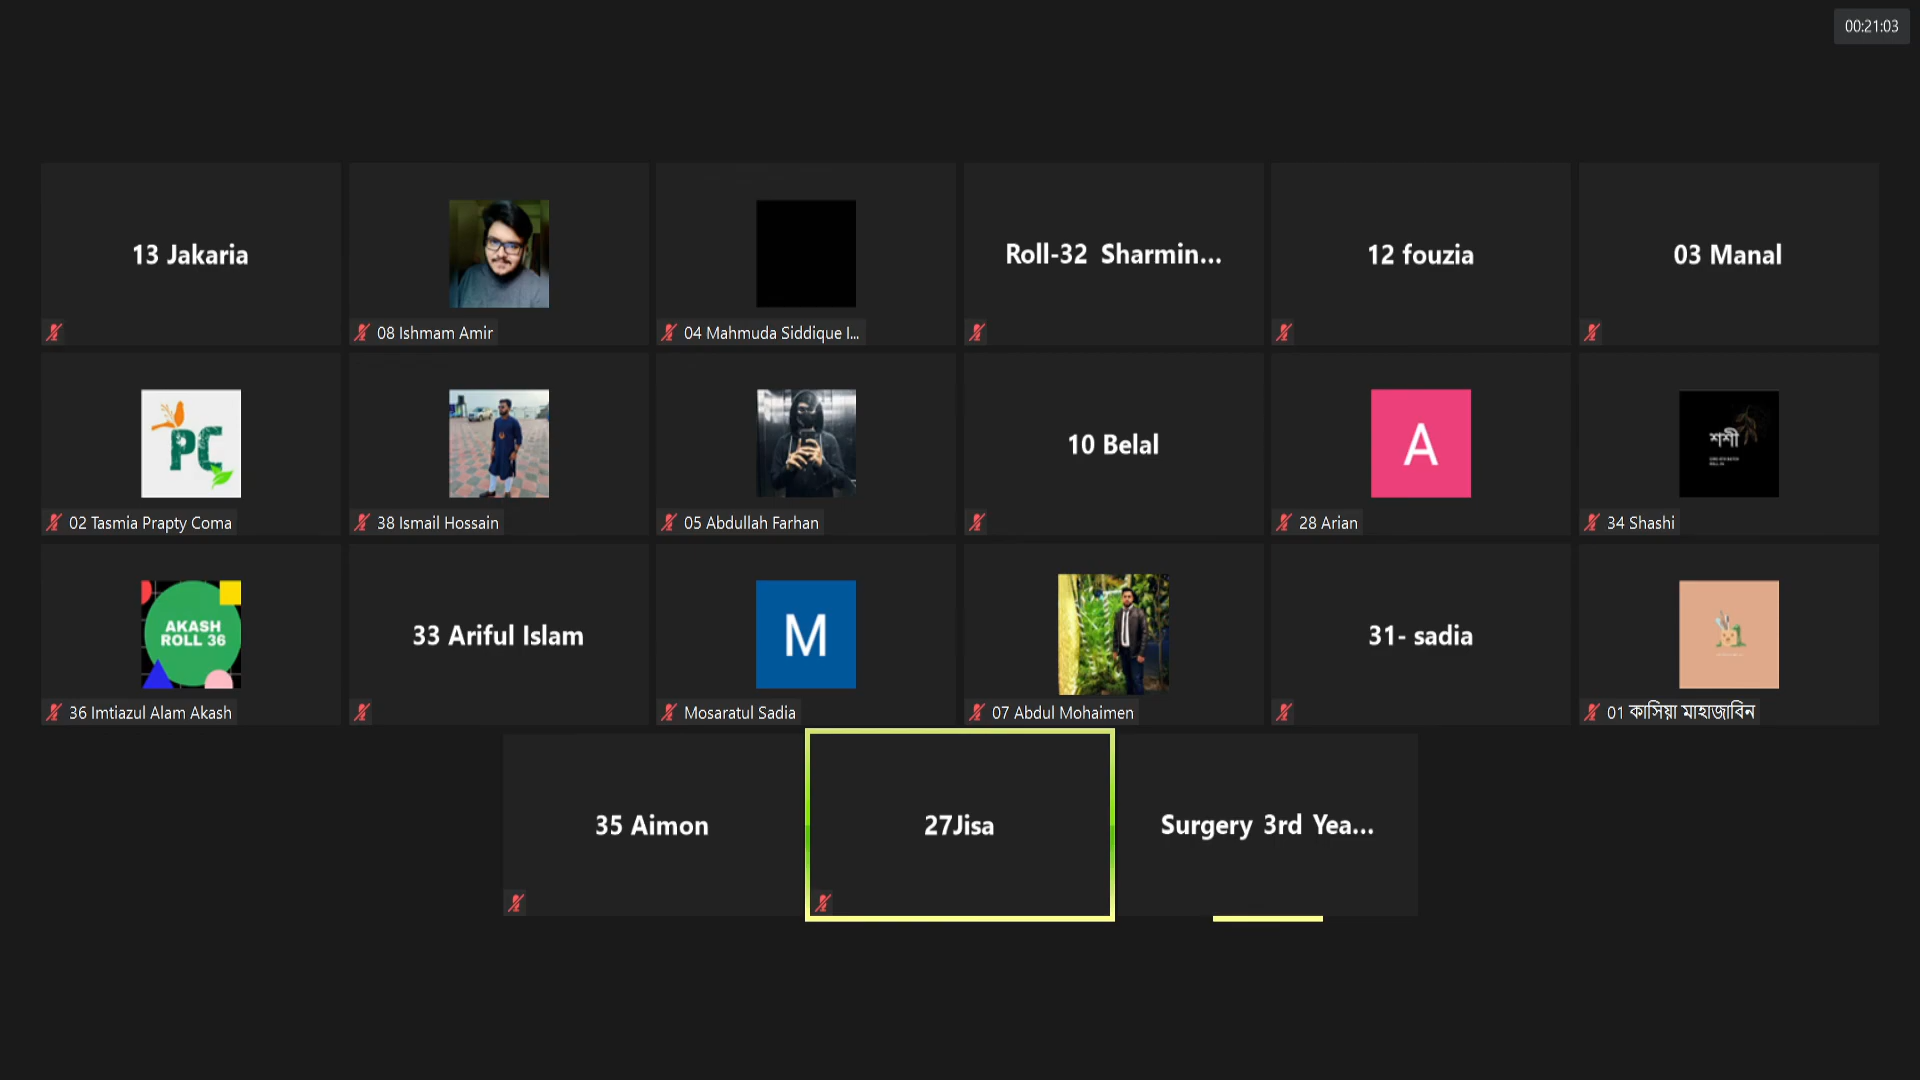 00:21:03
13 Jakaria
08 Ishmam Amir
04 Mahmuda Siddique I...
Roll-32 Sharmin...
12 fouzia
03 Manal
PC
02 Tasmia Prapty Coma
38 Ismail Hossain
05 Abdullah Farhan
10 Belal
A
28 Arian
শশী
34 Shashi
AKASH
ROLL 36
36 Imtiazul Alam Akash
33 Ariful Islam
M
Mosaratul Sadia
07 Abdul Mohaimen
31- sadia
01 কাসিয়া মাহাজাবিন
35 Aimon
27Jisa
Surgery 3rd Yea...